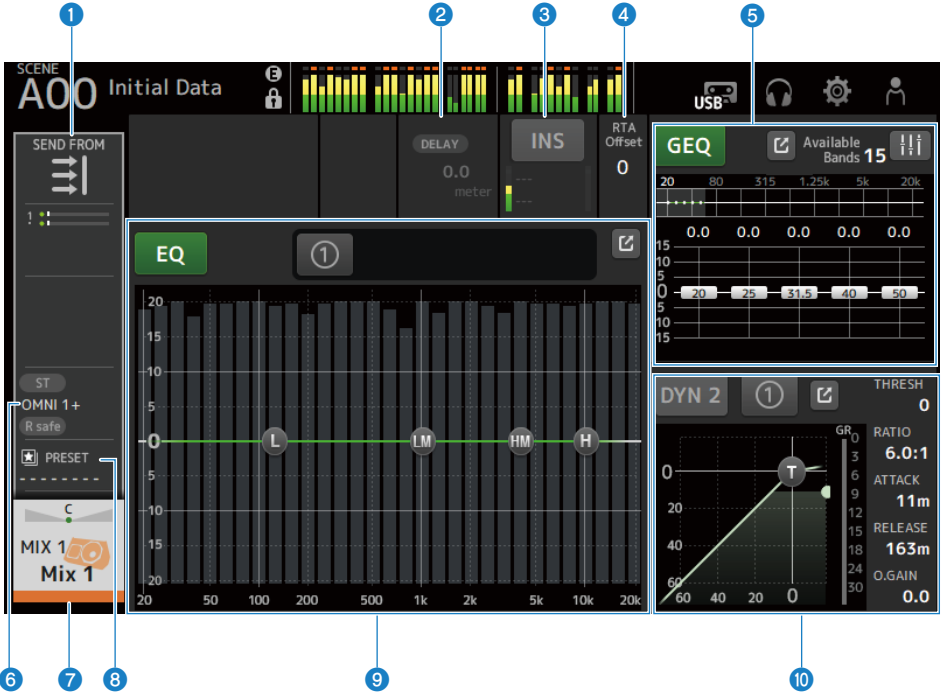 1 2 3 4 5
SCENE
A00 Initial Data
E
USB
SEND FROM
1
DELAY
0.0
meter
INS
---
---
RTA
Offset
0
GEQ
Available
Bands 15
20 80 315 1.25k 5k 20k
0.0 0.0 0.0 0.0 0.0
15
10
5
0
5
10
15
20 25 31.5 40 50
EQ
1
20
15
10
5
0
5
10
15
20
L LM HM H
20 50 100 200 500 1k 2k 5k 10k 20k
ST
OMNI 1+
R safe
PRESET
--------
C
MIX 1
Mix 1
DYN 2
1
THRESH
0
RATIO
6.0:1
ATTACK
11m
RELEASE
163m
O.GAIN
0.0
GR
0
3
6
9
12
15
18
24
30
T
0
20
40
60
60 40 20 0
6 7 8 9 10